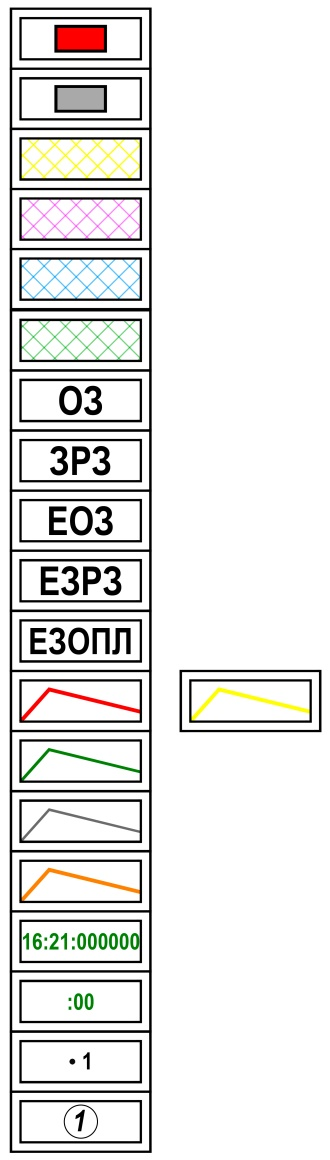 ОЗ
ЗРЗ
ЕОЗ
ЕЗРЗ
ЕЗОПЛ
16:21:000000
:00
• 1
1